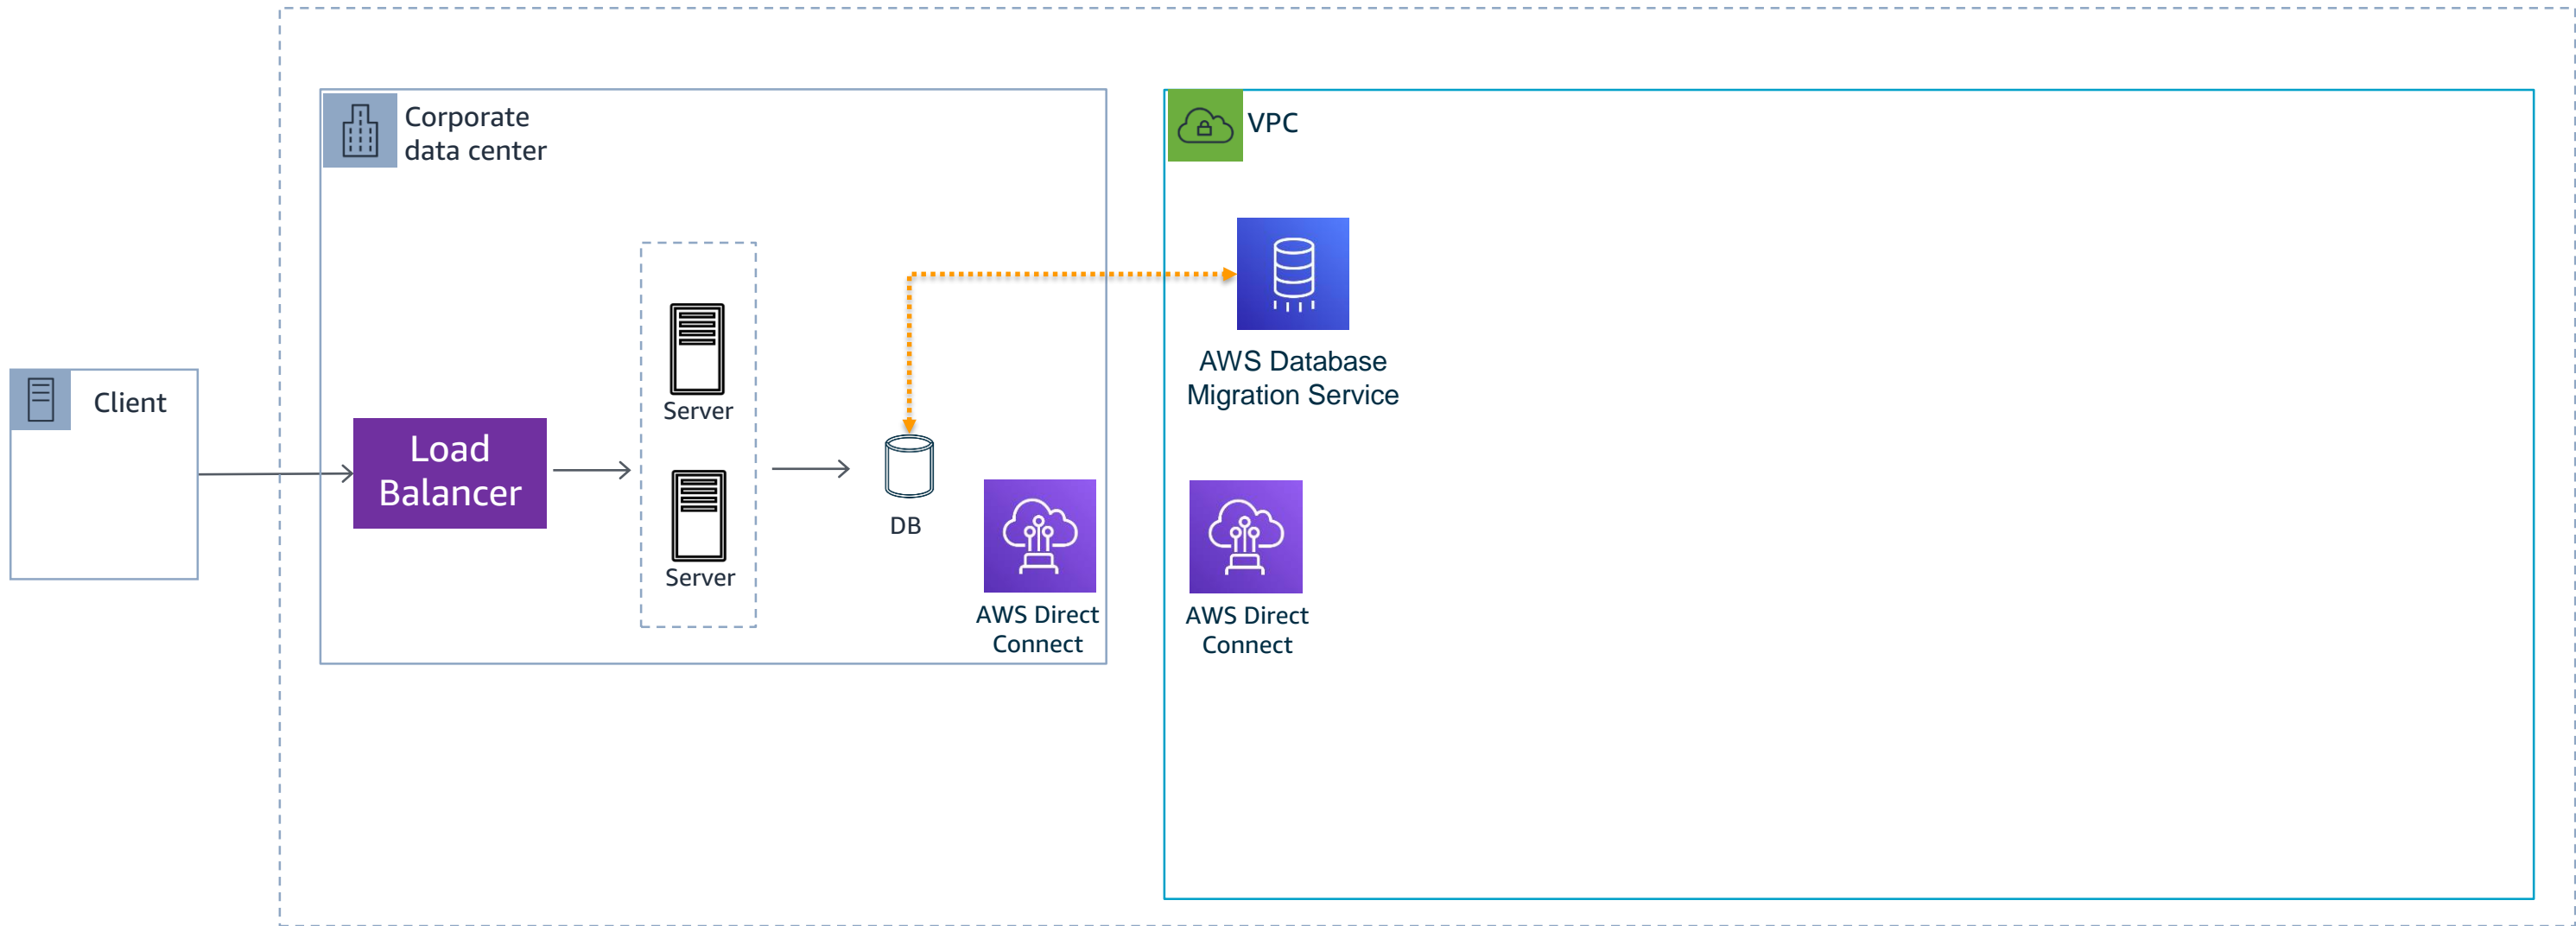 Corporate
data center
VPC
Client
Load
Balancer
Server
Server
DB
AWS Direct
Connect
AWS Database
Migration Service
AWS Direct
Connect